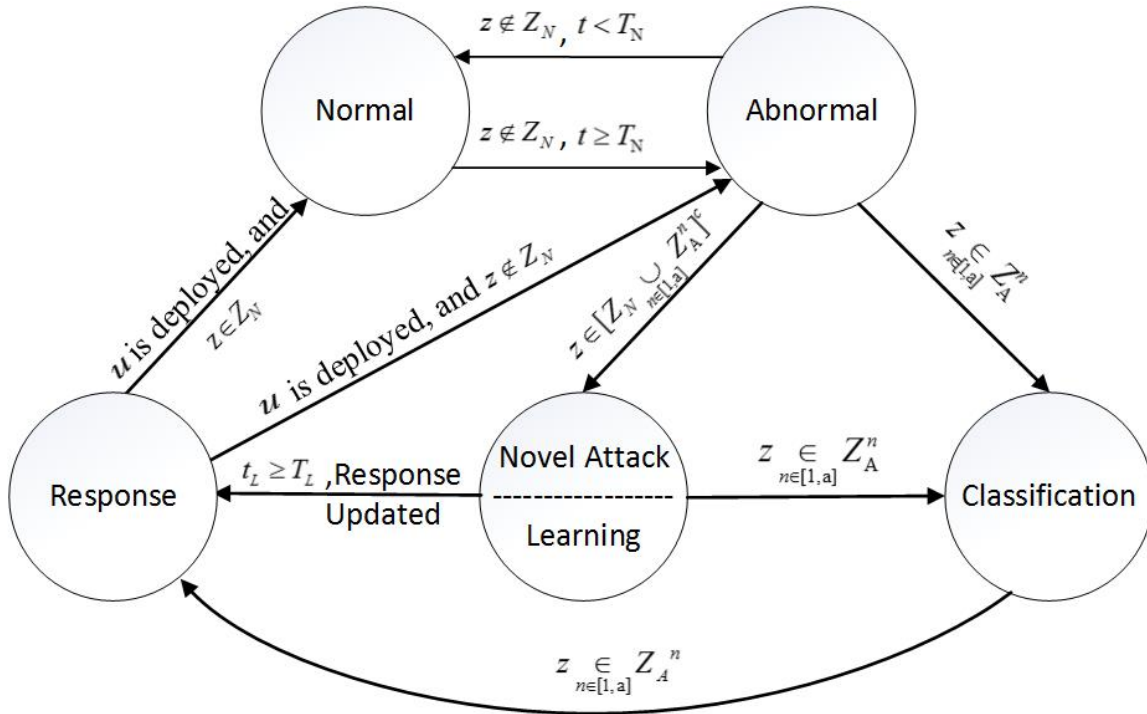 z ∉ Z_N, t < T_N
Normal
Abnormal
z ∉ Z_N, t ≥ T_N
u is deployed, and
z ∈ Z_N
u is deployed, and z ∉ Z_N
z ∈ [Z_N ∪_{n∈[1,a]} Z_A^n]^c
z ∈_{n∈[1,a]} Z_A^n
Response
t_L ≥ T_L ,Response
Updated
Novel Attack
Learning
z ∈_{n∈[1,a]} Z_A^n
Classification
z ∈_{n∈[1,a]} Z_A^n